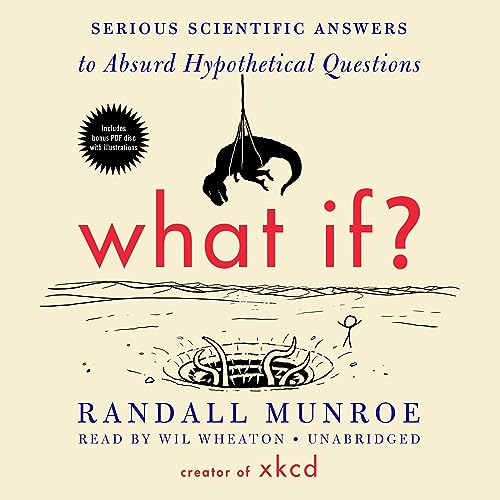 SERIOUS SCIENTIFIC ANSWERS
to Absurd Hypothetical Questions
Includes
bonus PDF disc
with illustrations
what if?
RANDALL MUNROE
READ BY WIL WHEATON • UNABRIDGED
creator of xkcd